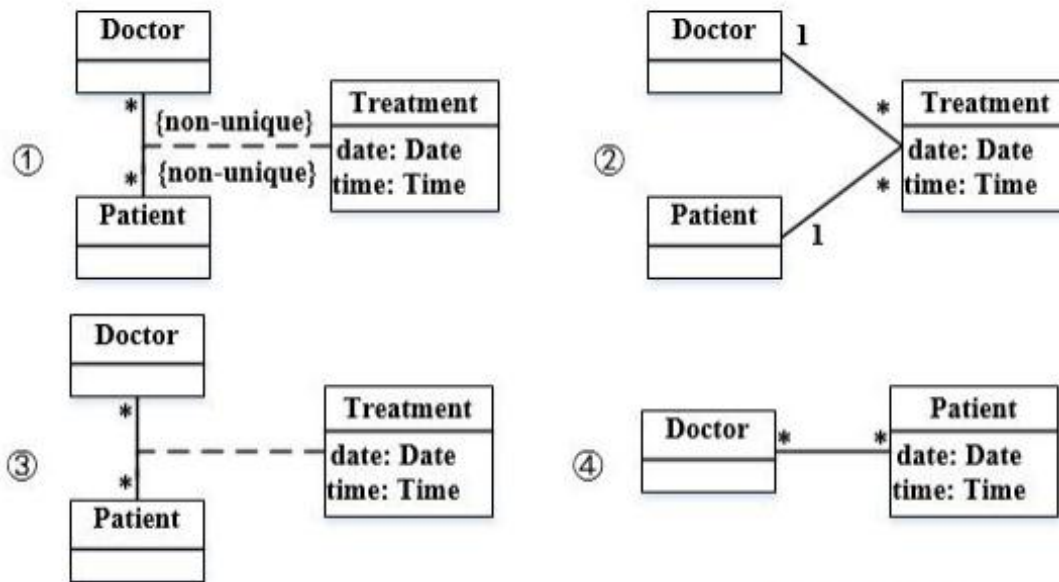 Doctor
*
{non-unique}
①
*
{non-unique}
Patient
Treatment
date: Date
time: Time
②
Doctor
1
*
Treatment
date: Date
time: Time
*
Patient
1
③
Doctor
*
*
Patient
Treatment
date: Date
time: Time
④
Doctor
*
*
Patient
date: Date
time: Time